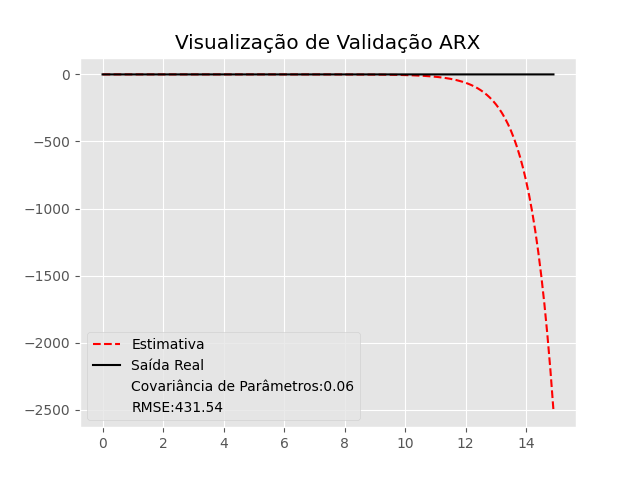 Visualização de Validação ARX
0
−500
−1000
−1500
−2000
−2500
Estimativa
Saída Real
Covariância de Parâmetros:0.06
RMSE:431.54
0 2 4 6 8 10 12 14